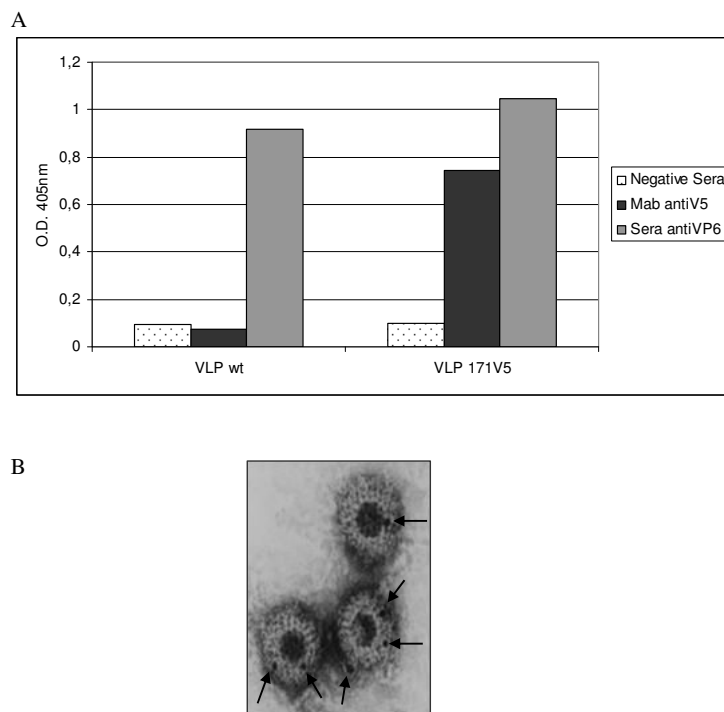 A
1,2
1
0,8
0,6
0,4
0,2
0
O.D. 405nm
VLP wt
VLP 171V5
Negative Sera
Mab antiV5
Sera antiVP6
B